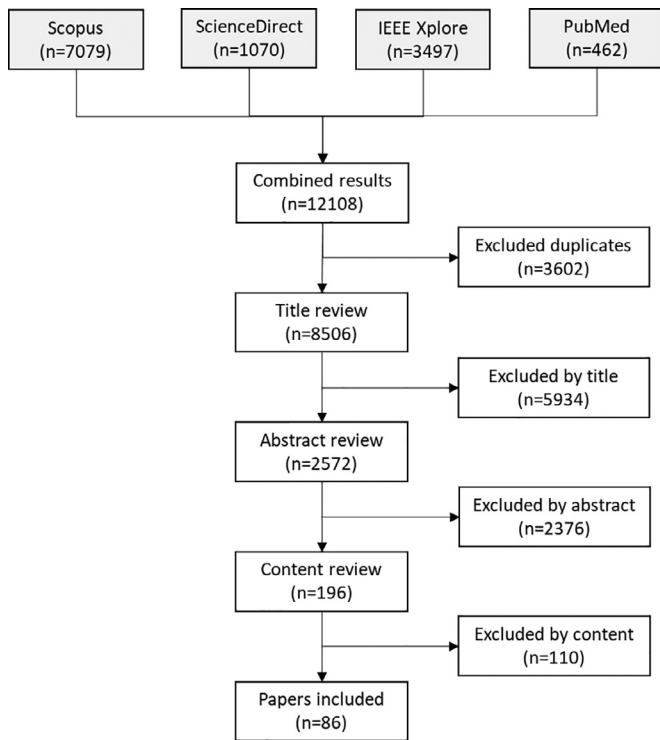 Scopus
(n=7079)
ScienceDirect
(n=1070)
IEEE Xplore
(n=3497)
PubMed
(n=462)
Combined results
(n=12108)
Excluded duplicates
(n=3602)
Title review
(n=8506)
Excluded by title
(n=5934)
Abstract review
(n=2572)
Excluded by abstract
(n=2376)
Content review
(n=196)
Excluded by content
(n=110)
Papers included
(n=86)